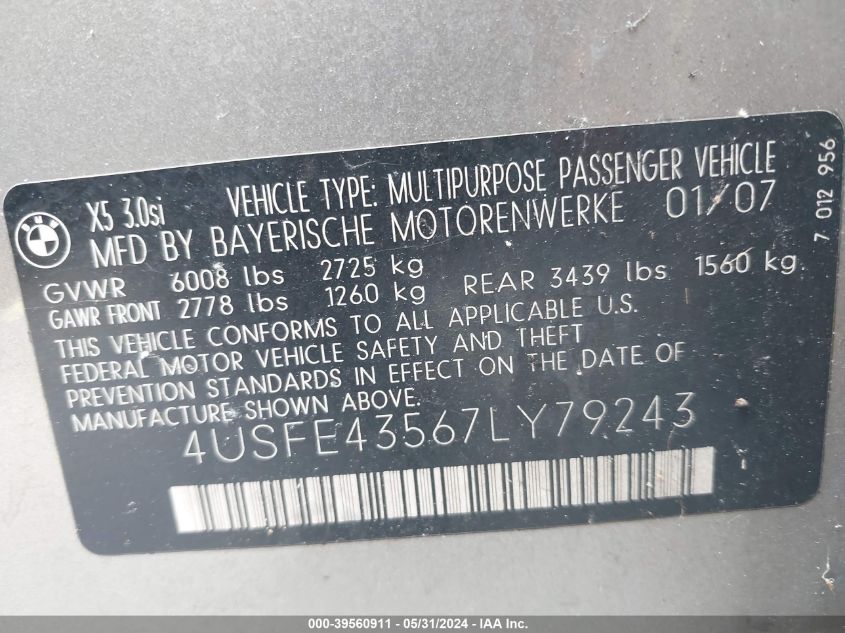 BMW
X5 3.0si
VEHICLE TYPE: MULTIPURPOSE PASSENGER VEHICLE
MFD BY BAYERISCHE MOTORENWERKE 01/07
GVWR 6008 lbs 2725 kg
GAWR FRONT 2778 lbs 1260 kg REAR 3439 lbs 1560 kg
THIS VEHICLE CONFORMS TO ALL APPLICABLE U.S.
FEDERAL MOTOR VEHICLE SAFETY AND THEFT
PREVENTION STANDARDS IN EFFECT ON THE DATE OF
MANUFACTURE SHOWN ABOVE.
4USFE43567LY79243
7 012 956
000-39560911 - 05/31/2024 - IAA Inc.